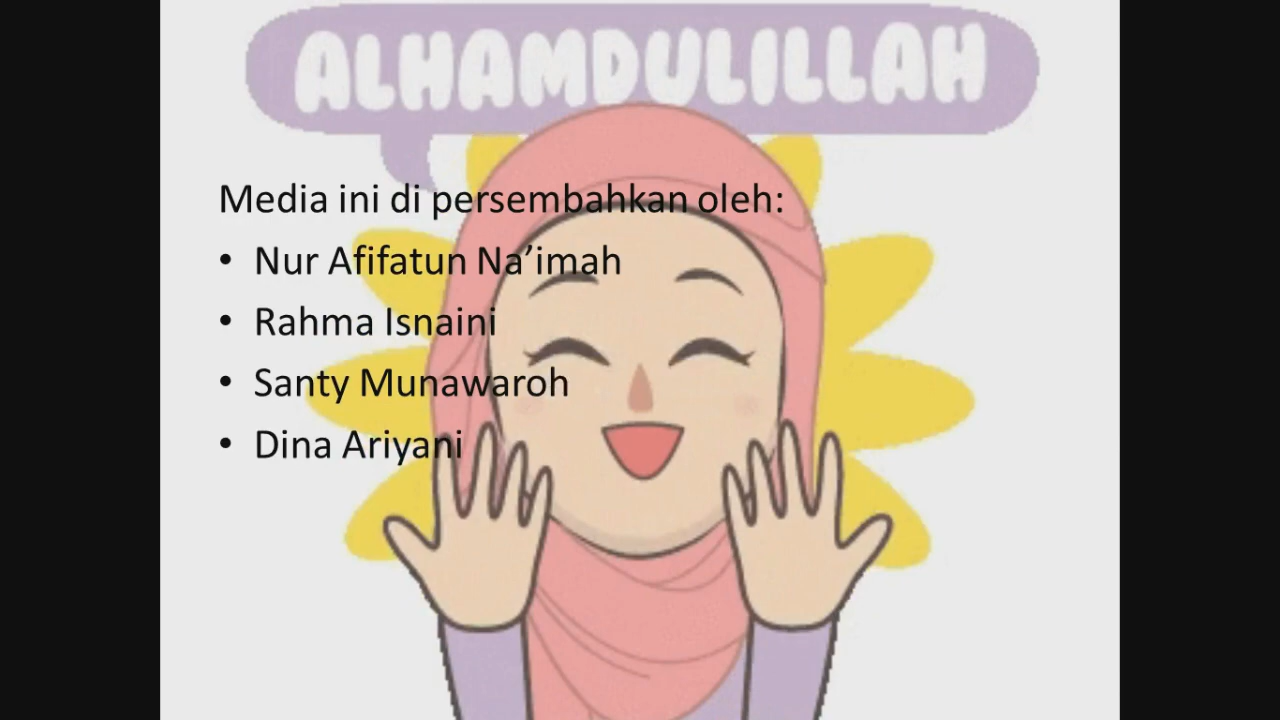 ALHAMDULILLAH
Media ini di persembahkan oleh:
• Nur Afifatun Na’imah
• Rahma Isnaini
• Santy Munawaroh
• Dina Ariyani